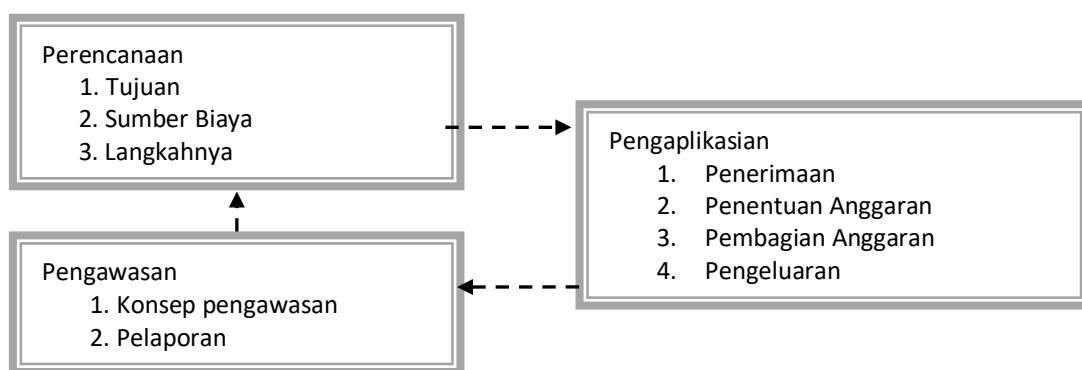 Perencanaan
1. Tujuan
2. Sumber Biaya
3. Langkahnya
Pengaplikasian
1. Penerimaan
2. Penentuan Anggaran
3. Pembagian Anggaran
4. Pengeluaran
Pengawasan
1. Konsep pengawasan
2. Pelaporan